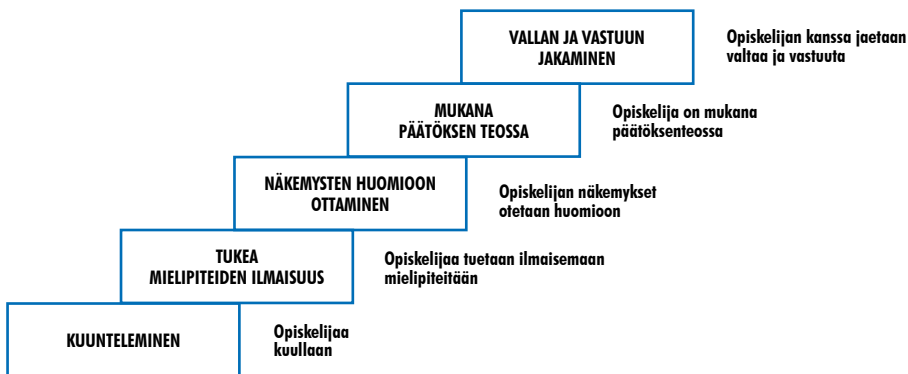 VALLAN JA VASTUUN
JAKAMINEN
Opiskelijan kanssa jaetaan
valtaa ja vastuuta
MUKANA
PÄÄTÖKSEN TEOSSA
Opiskelija on mukana
päätöksenteossa
NÄKEMYSTEN HUOMIOON
OTTAMINEN
Opiskelijan näkemykset
otetaan huomioon
TUKEA
MIELIPITEIDEN ILMAISUUS
Opiskelijaa tuetaan ilmaisemaan
mielipiteitään
KUUNTELEMINEN
Opiskelijaa
kuullaan